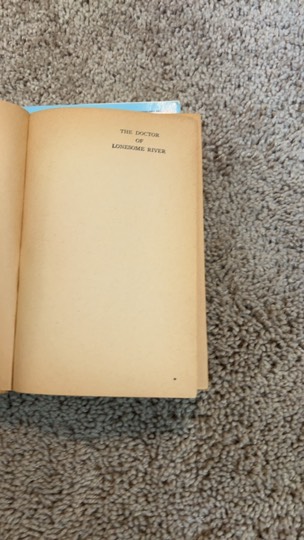 THE DOCTOR
OF
LONESOME RIVER